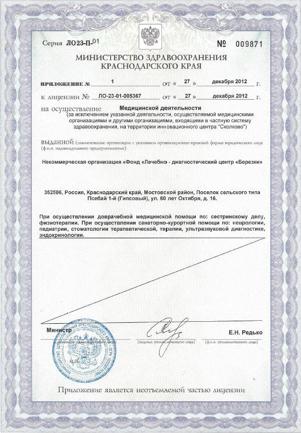 Серия ЛО23-П-01 № 009871
МИНИСТЕРСТВО ЗДРАВООХРАНЕНИЯ
КРАСНОДАРСКОГО КРАЯ
ПРИЛОЖЕНИЕ № 1 от « 27 » декабря 2012 г.
к лицензии № ЛО-23-01-005367 от « 27 » декабря 2012 г.
на осуществление Медицинской деятельности
(за исключением указанной деятельности, осуществляемой медицинскими
организациями и другими организациями, входящими в частную систему
здравоохранения, на территории инновационного центра "Сколково")
выданной (наименование организации с указанием организационно-правовой формы юридического лица
(ф.и.о. индивидуального предпринимателя)
Некоммерческая организация «Фонд «Лечебно - диагностический центр «Березки»
352586, Россия, Краснодарский край, Мостовской район, Поселок сельского типа
Псебай 1-й (Гипсовый), ул. 60 лет Октября, д. 16.
При осуществлении доврачебной медицинской помощи по: сестринскому делу,
физиотерапии. При осуществлении санаторно-курортной помощи по: неврологии,
педиатрии, стоматологии терапевтической, терапии, ультразвуковой диагностике,
эндокринологии.
Министр Е.Н. Редько
Приложение является неотъемлемой частью лицензии